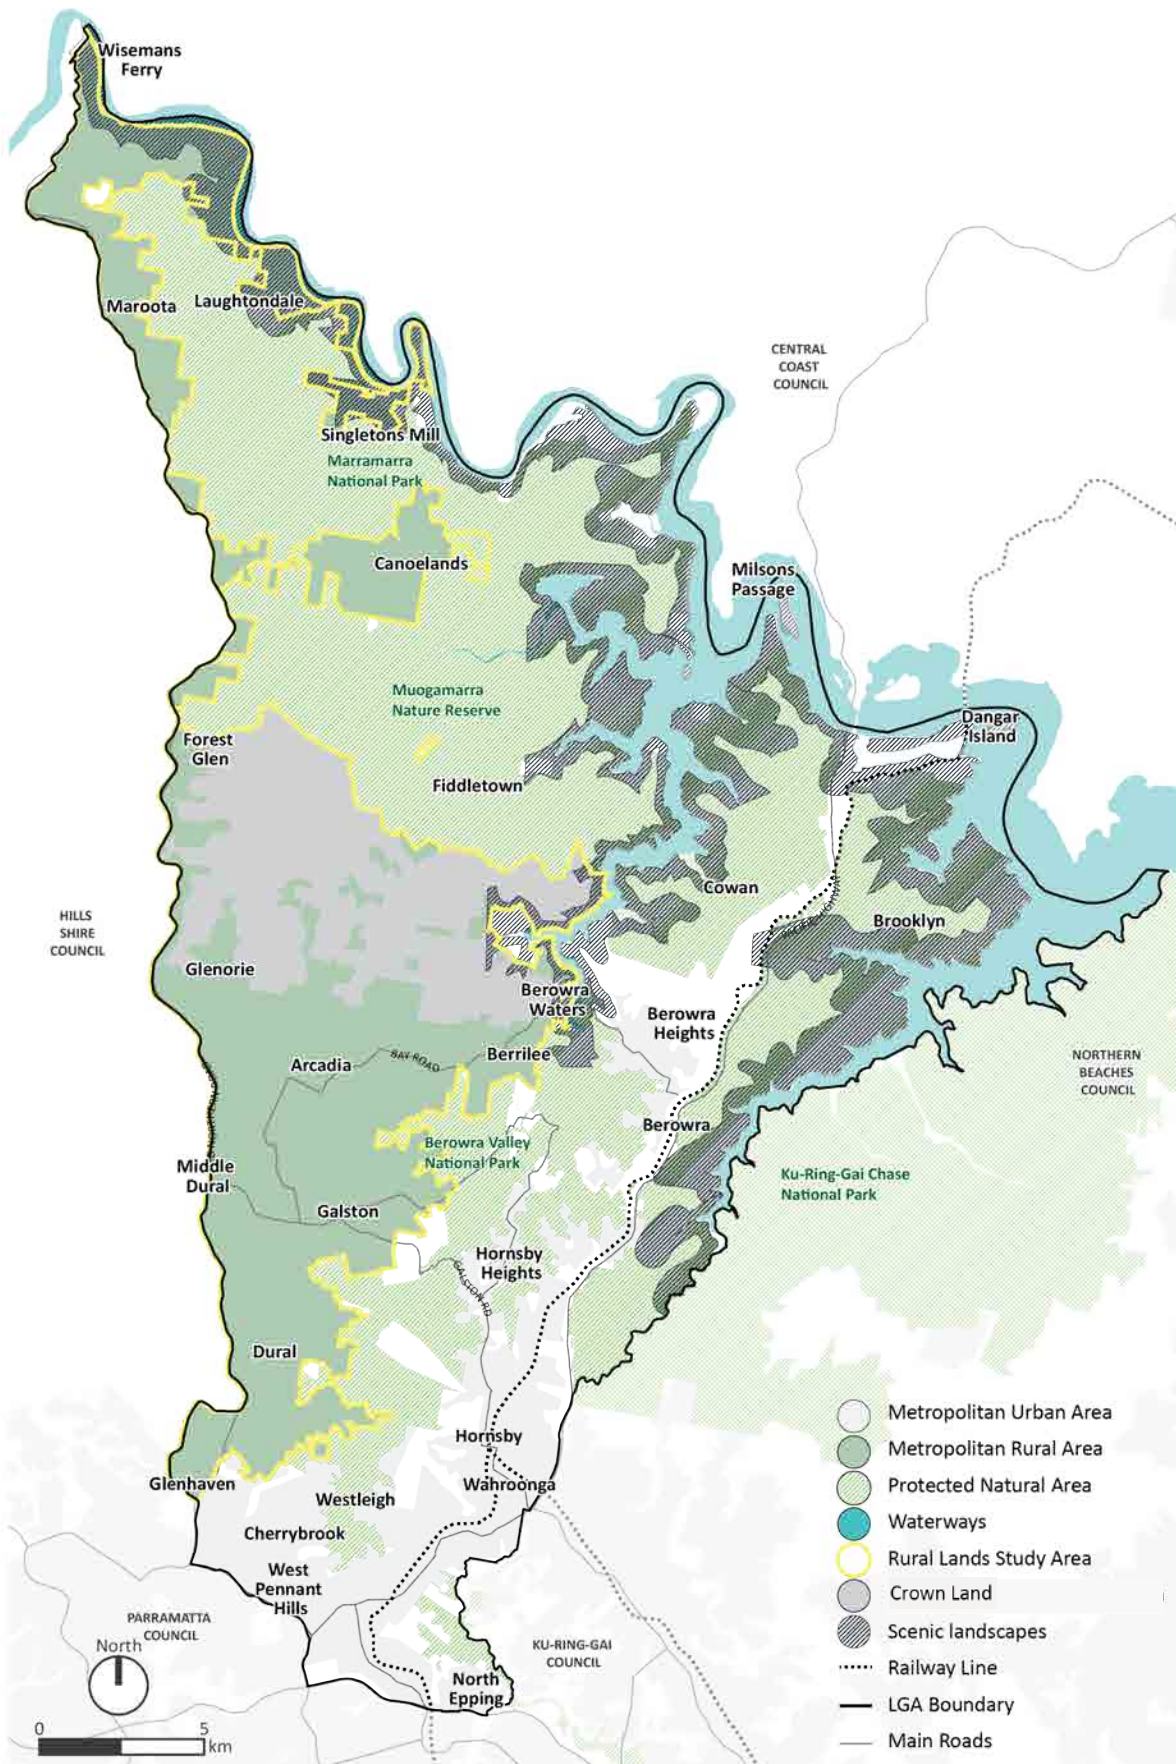 Wisemans
Ferry
Maroota
Laughtondale
CENTRAL
COAST
COUNCIL
Singletons Mill
Marramarra
National Park
Canoelands
Milsons
Passage
Muogamarra
Nature Reserve
Dangar
Island
Forest
Glen
Fiddletown
Cowan
HILLS
SHIRE
COUNCIL
Brooklyn
Glenorie
Berowra
Waters
Berowra
Heights
Berrilee
BAY ROAD
Arcadia
NORTHERN
BEACHES
COUNCIL
Berowra
Berowra Valley
National Park
Middle
Dural
Ku-Ring-Gai Chase
National Park
Galston
Hornsby
Heights
GALSTON RD
Dural
Hornsby
Glenhaven
Wahroonga
Westleigh
Cherrybrook
West
Pennant
Hills
PARRAMATTA
COUNCIL
KU-RING-GAI
COUNCIL
North
Epping
North
0 5
km
Metropolitan Urban Area
Metropolitan Rural Area
Protected Natural Area
Waterways
Rural Lands Study Area
Crown Land
Scenic landscapes
Railway Line
LGA Boundary
Main Roads